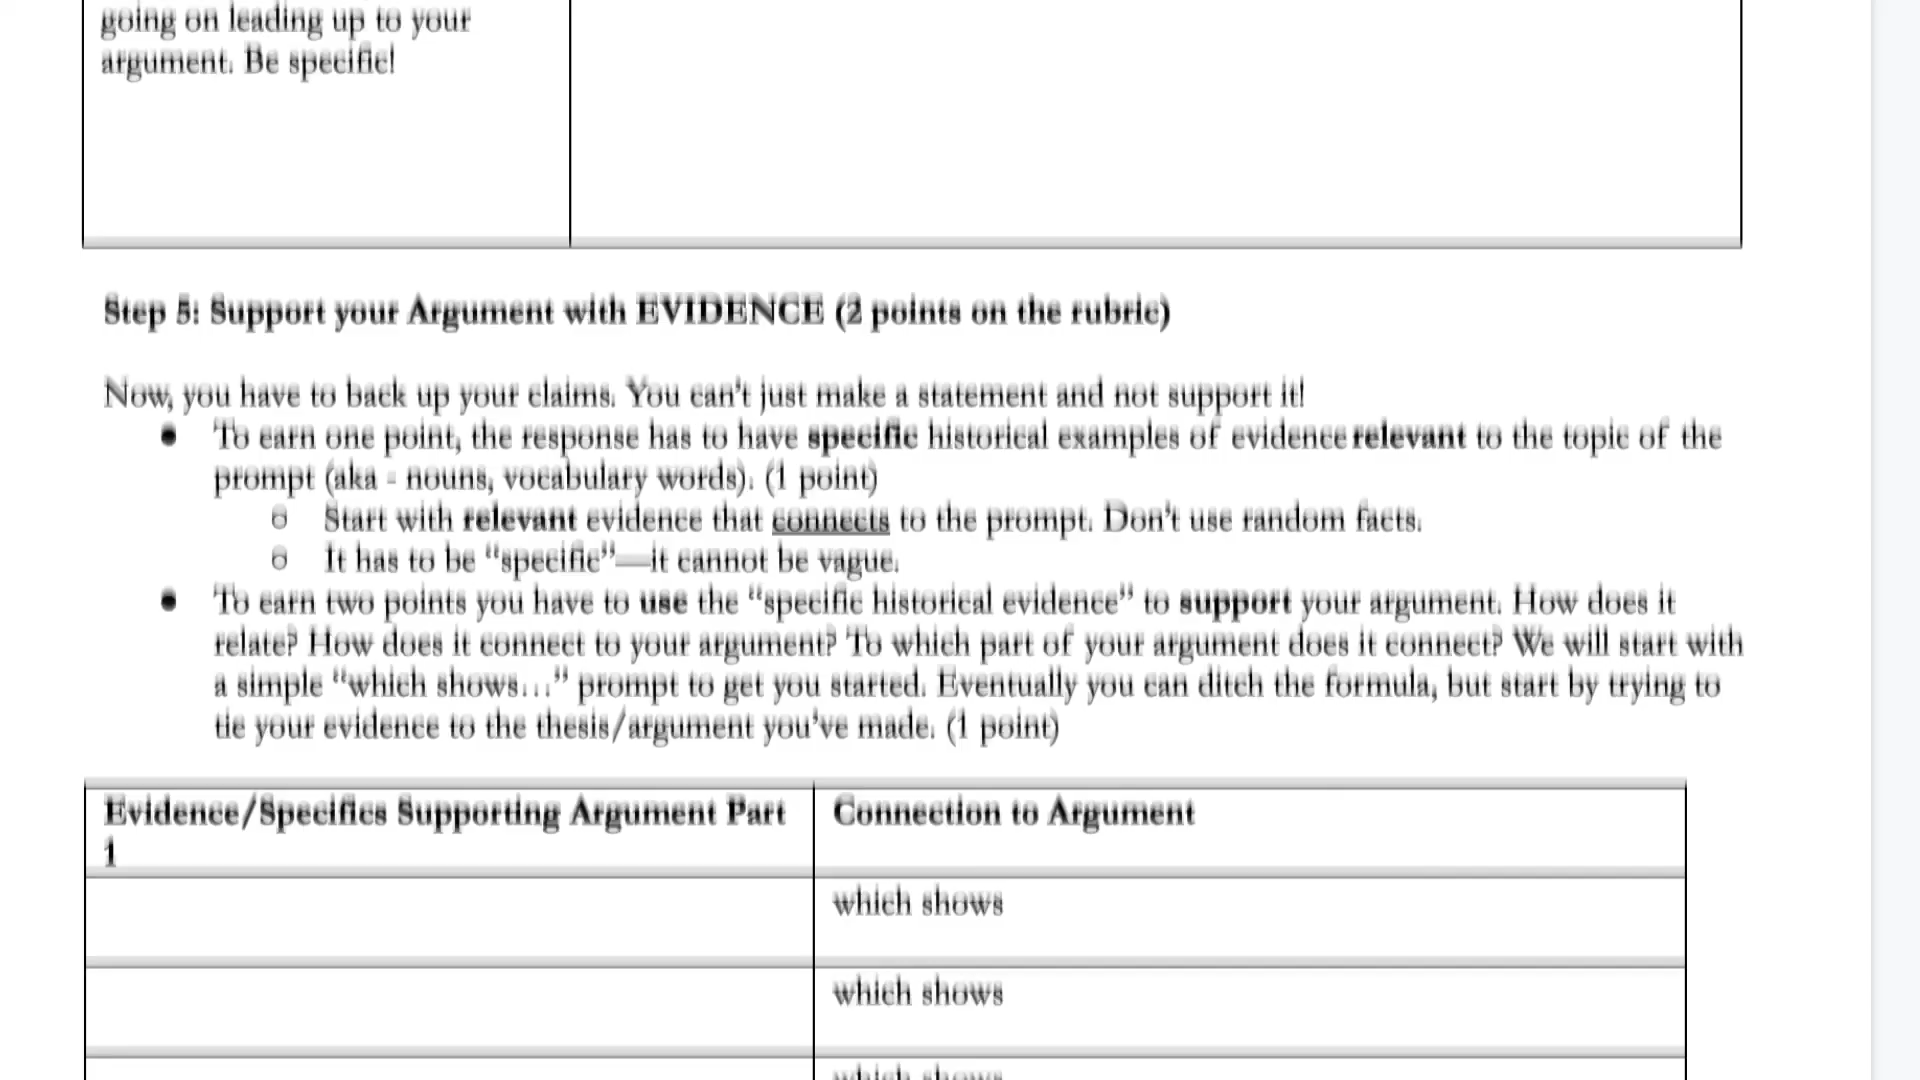 going on leading up to your
argument. Be specific!
Step 5: Support your Argument with EVIDENCE (2 points on the rubric)
Now, you have to back up your claims. You can't just make a statement and not support it!
● To earn one point, the response has to have specific historical examples of evidence relevant to the topic of the
prompt (aka - nouns, vocabulary words). (1 point)
○ Start with relevant evidence that connects to the prompt. Don't use random facts.
○ It has to be “specific”—it cannot be vague.
● To earn two points you have to use the “specific historical evidence” to support your argument. How does it
relate? How does it connect to your argument? To which part of your argument does it connect? We will start with
a simple “which shows…” prompt to get you started. Eventually you can ditch the formula, but start by trying to
tie your evidence to the thesis/argument you've made. (1 point)
Evidence/Specifics Supporting Argument Part
1
Connection to Argument
which shows
which shows
which shows